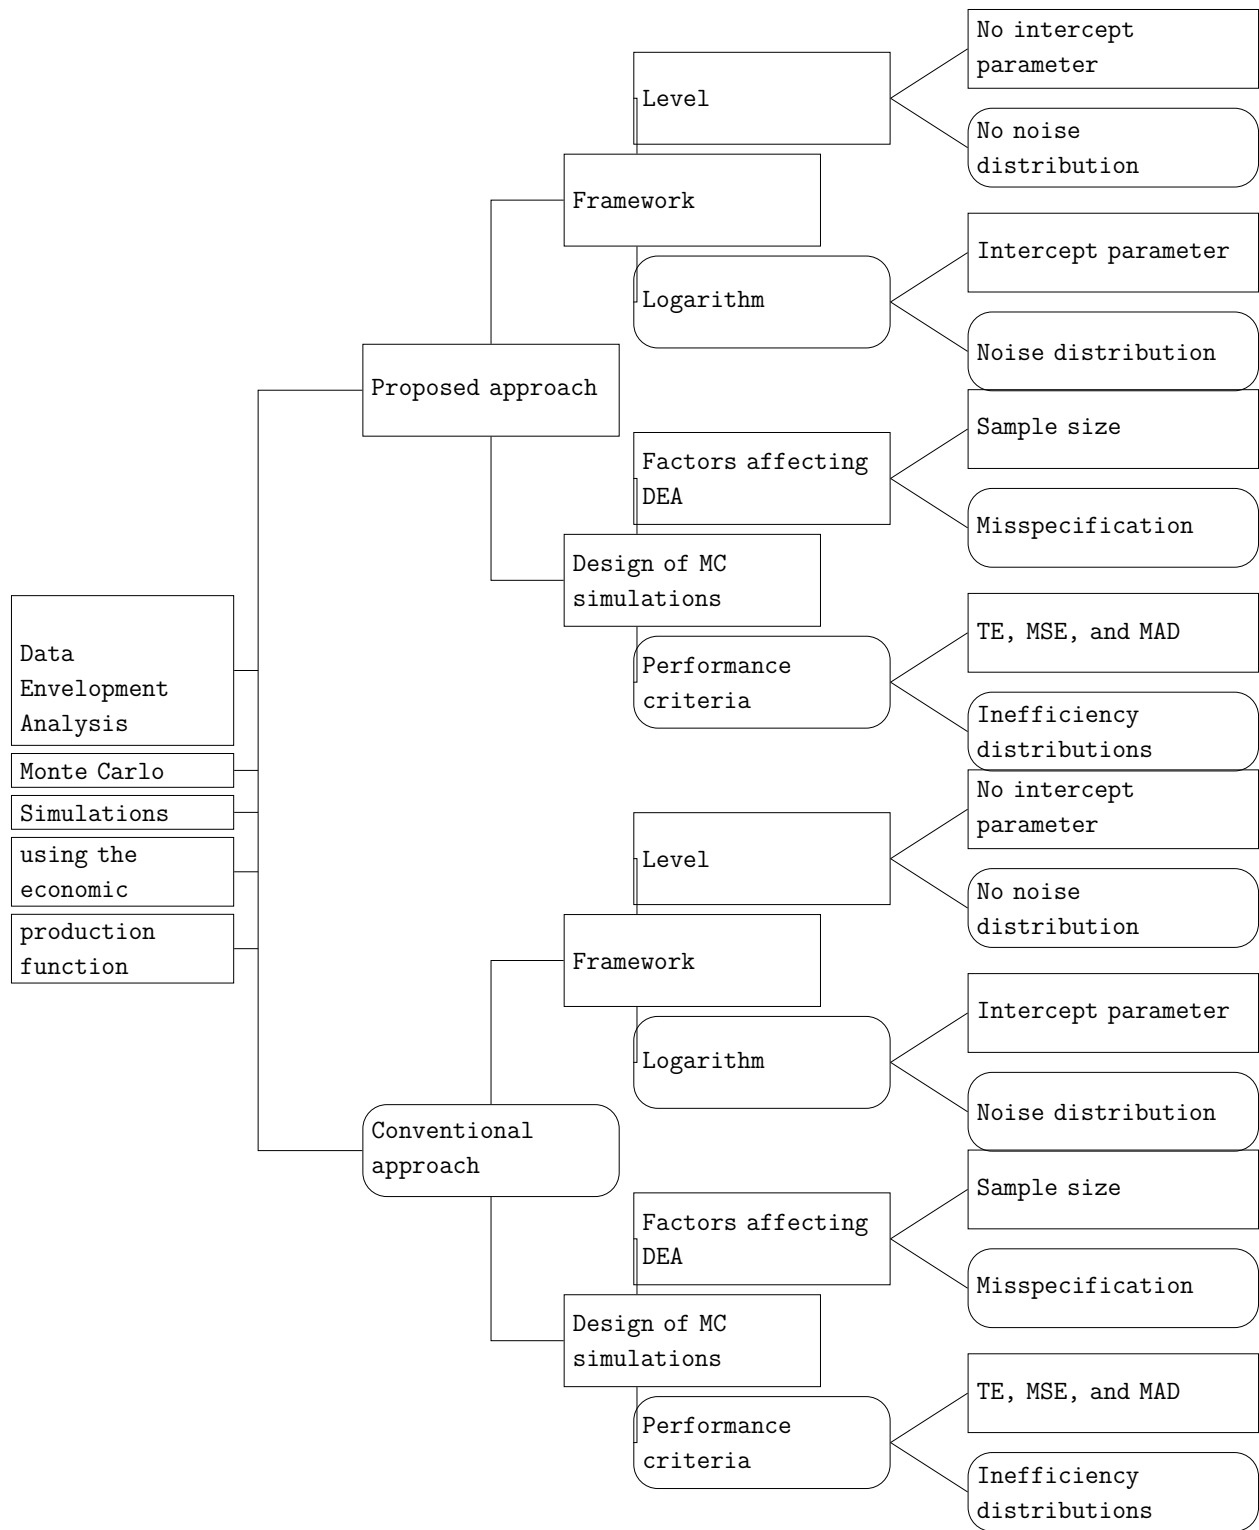 Data
Envelopment
Analysis
Monte Carlo
Simulations
using the
economic
production
function
Proposed approach
Framework
Level
No intercept
parameter
No noise
distribution
Logarithm
Intercept parameter
Noise distribution
Design of MC
simulations
Factors affecting
DEA
Sample size
Misspecification
Performance
criteria
TE, MSE, and MAD
Inefficiency
distributions
Conventional
approach
Framework
Level
No intercept
parameter
No noise
distribution
Logarithm
Intercept parameter
Noise distribution
Design of MC
simulations
Factors affecting
DEA
Sample size
Misspecification
Performance
criteria
TE, MSE, and MAD
Inefficiency
distributions